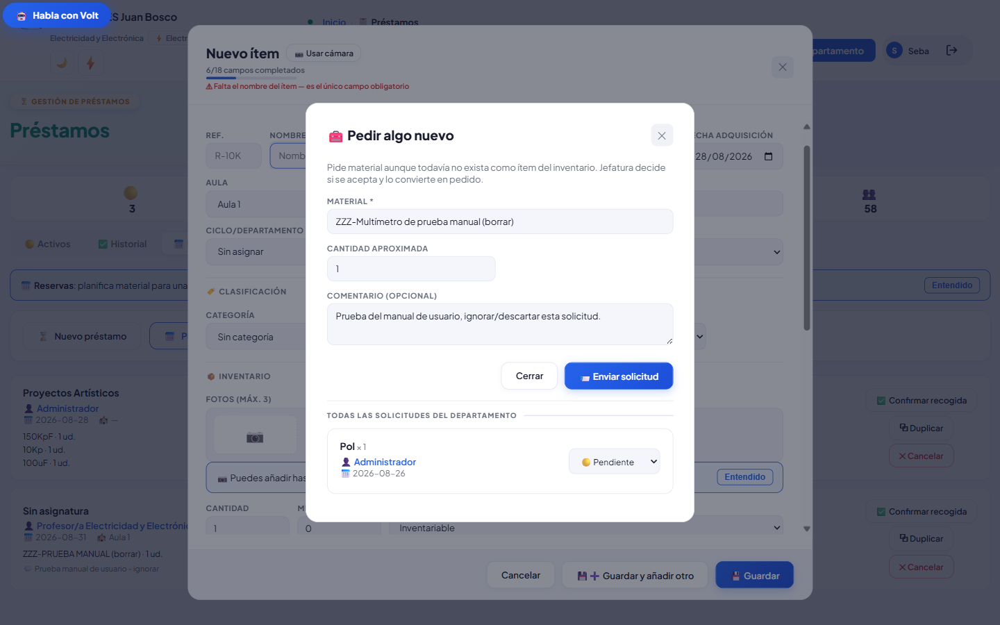 Habla con Volt
ES Juan Bosco
Electricidad y Electrónica
Electr
Inicio
Préstamos
partamento
S
Seba
GESTIÓN DE PRÉSTAMOS
Préstamos
3
58
Activos
Historial
Reservas: planifica material para una
Entendido
Nuevo préstamo
P
Proyectos Artísticos
Administrador
2026-08-28
—
150KpF · 1 ud.
10Kp · 1 ud.
100uF · 1 ud.
Confirmar recogida
Duplicar
Cancelar
Sin asignatura
Profesor/a Electricidad y Electróni
2026-08-31
Aula 1
ZZZ-PRUEBA MANUAL (borrar) · 1 ud.
Prueba manual de usuario - ignorar
Confirmar recogida
Duplicar
Cancelar
Nuevo ítem
Usar cámara
6/18 campos completados
Falta el nombre del ítem — es el único campo obligatorio
REF.
NOMBRE
CHA ADQUISICIÓN
R-10K
Nomb
28/08/2026
AULA
Aula 1
CICLO/DEPARTAMENTO
Sin asignar
CLASIFICACIÓN
CATEGORÍA
Sin categoría
INVENTARIO
FOTOS (MÁX. 3)
Puedes añadir has
Entendido
CANTIDAD
M
1
0
Inventariable
Cancelar
Guardar y añadir otro
Guardar
Pedir algo nuevo
Pide material aunque todavía no exista como ítem del inventario. Jefatura decide
si se acepta y lo convierte en pedido.
MATERIAL *
ZZZ-Multímetro de prueba manual (borrar)
CANTIDAD APROXIMADA
1
COMENTARIO (OPCIONAL)
Prueba del manual de usuario, ignorar/descartar esta solicitud.
Cerrar
Enviar solicitud
TODAS LAS SOLICITUDES DEL DEPARTAMENTO
Pol × 1
Administrador
2026-08-26
Pendiente